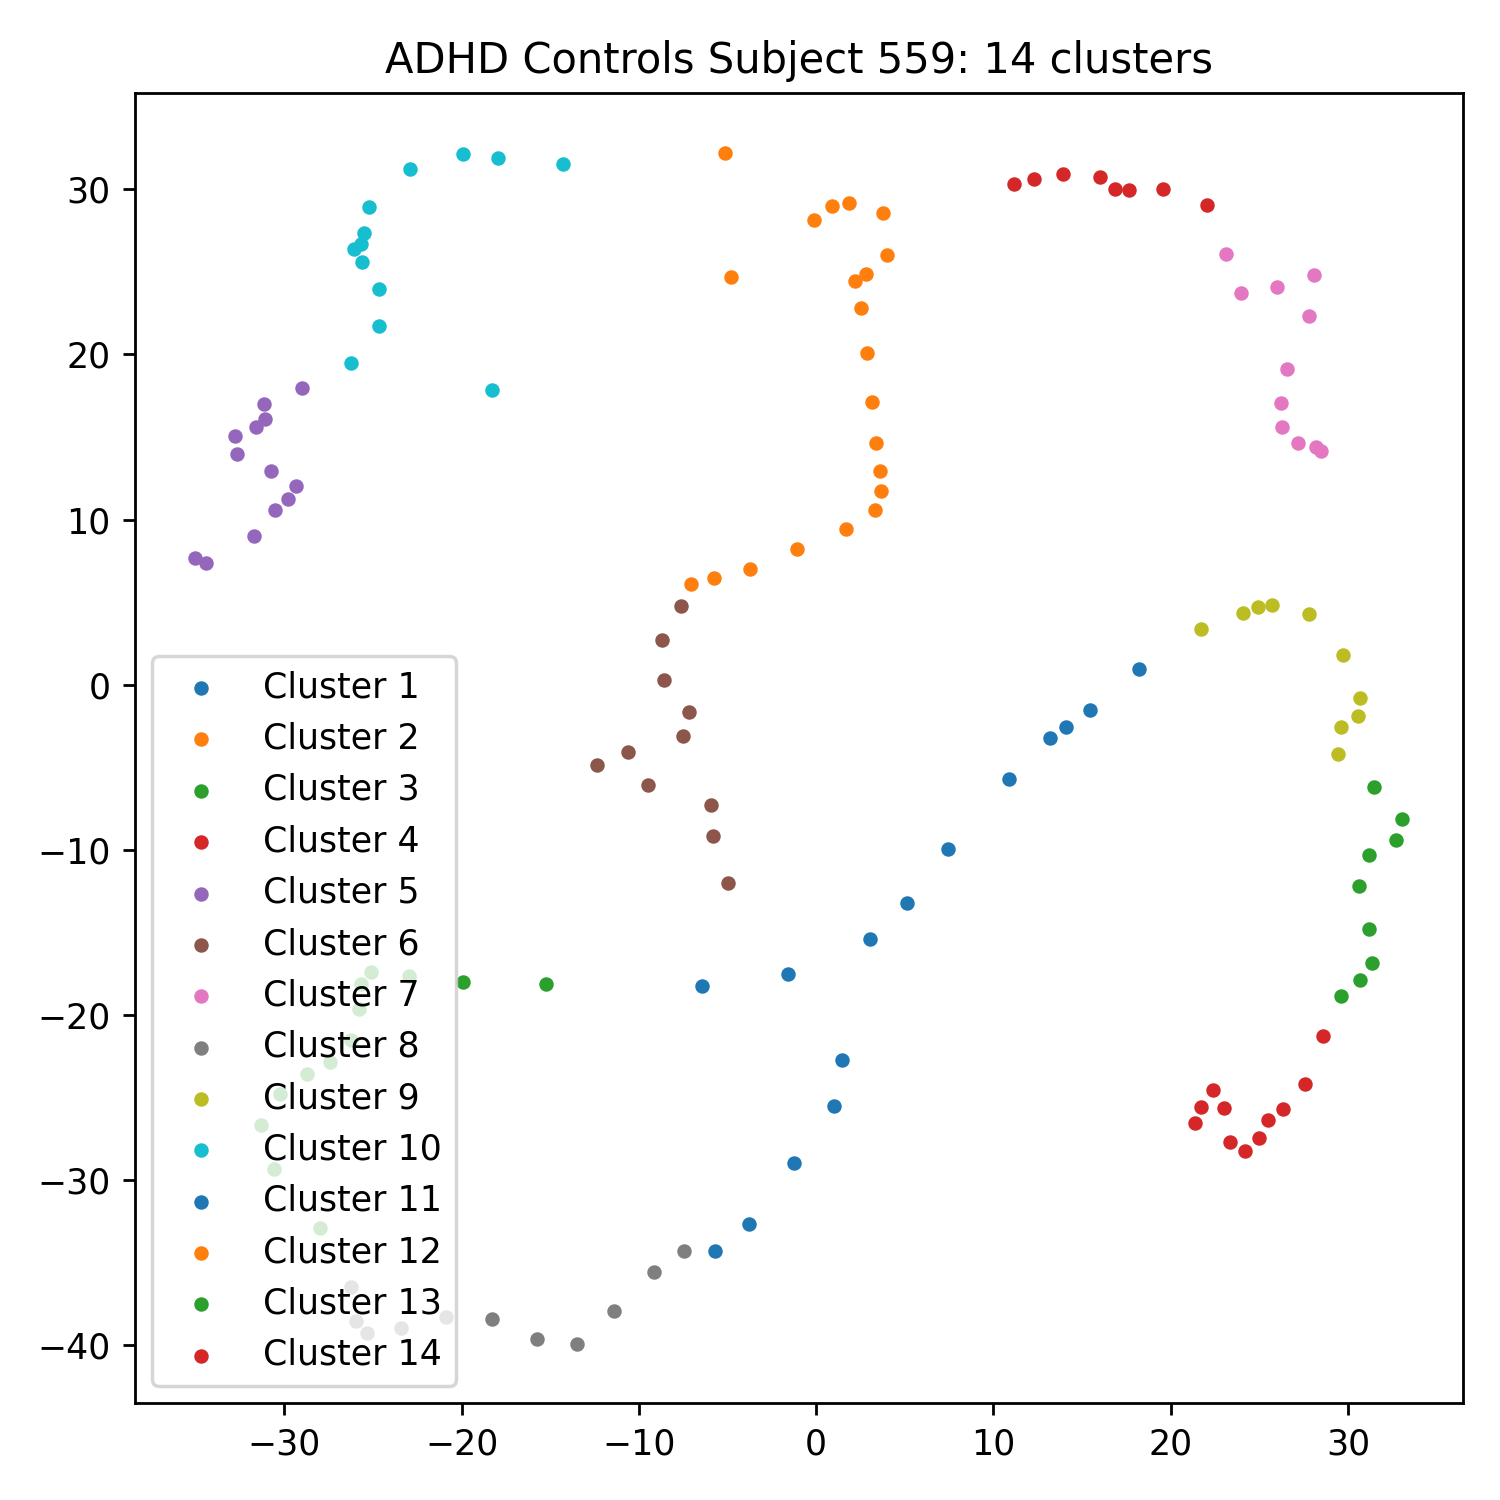 ADHD Controls Subject 559: 14 clusters
30
20
10
0
−10
−20
−30
−40
Cluster 1
Cluster 2
Cluster 3
Cluster 4
Cluster 5
Cluster 6
Cluster 7
Cluster 8
Cluster 9
Cluster 10
Cluster 11
Cluster 12
Cluster 13
Cluster 14
−30 −20 −10 0 10 20 30